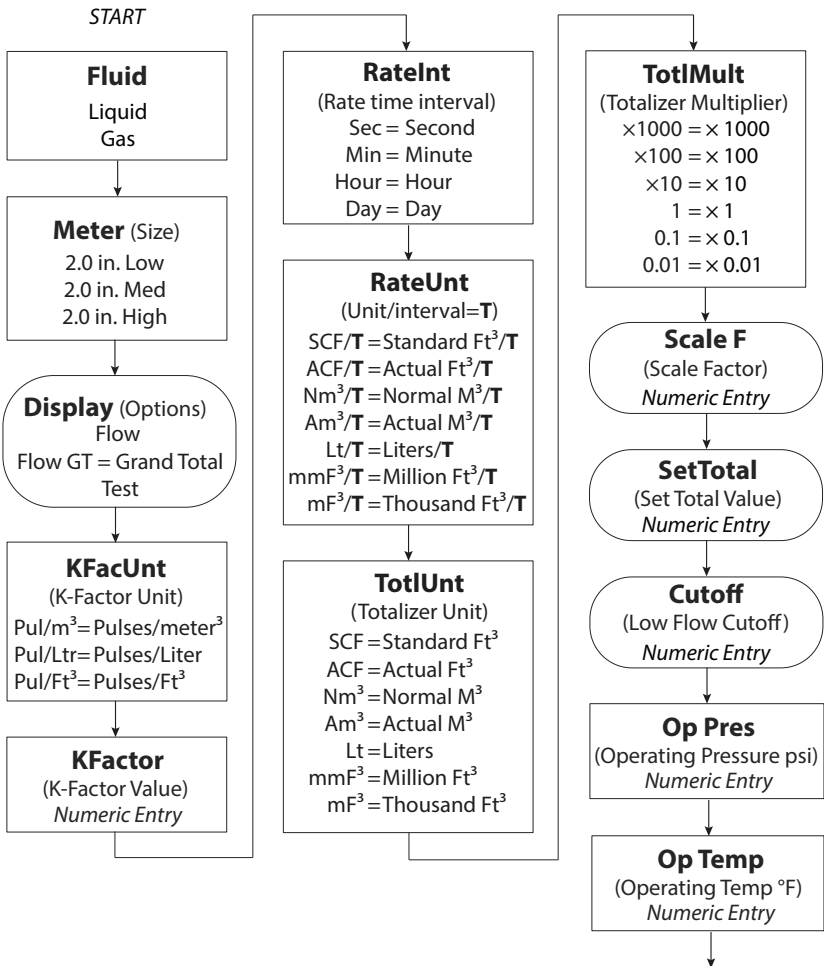 START
Fluid
Liquid
Gas
Meter (Size)
2.0 in. Low
2.0 in. Med
2.0 in. High
Display (Options)
Flow
Flow GT = Grand Total
Test
KFacUnt
(K-Factor Unit)
Pul/m³=Pulses/meter³
Pul/Ltr=Pulses/Liter
Pul/Ft³=Pulses/Ft³
KFactor
(K-Factor Value)
Numeric Entry
RateInt
(Rate time interval)
Sec = Second
Min = Minute
Hour = Hour
Day = Day
RateUnt
(Unit/interval=T)
SCF/T =Standard Ft³/T
ACF/T =Actual Ft³/T
Nm³/T =Normal M³/T
Am³/T =Actual M³/T
Lt/T =Liters/T
mmF³/T =Million Ft³/T
mF³/T =Thousand Ft³/T
TotlUnt
(Totalizer Unit)
SCF =Standard Ft³
ACF =Actual Ft³
Nm³ =Normal M³
Am³ =Actual M³
Lt =Liters
mmF³ =Million Ft³
mF³ =Thousand Ft³
TotlMult
(Totalizer Multiplier)
×1000 = × 1000
×100 = × 100
×10 = × 10
1 = × 1
0.1 = × 0.1
0.01 = × 0.01
Scale F
(Scale Factor)
Numeric Entry
SetTotal
(Set Total Value)
Numeric Entry
Cutoff
(Low Flow Cutoff)
Numeric Entry
Op Pres
(Operating Pressure psi)
Numeric Entry
Op Temp
(Operating Temp °F)
Numeric Entry